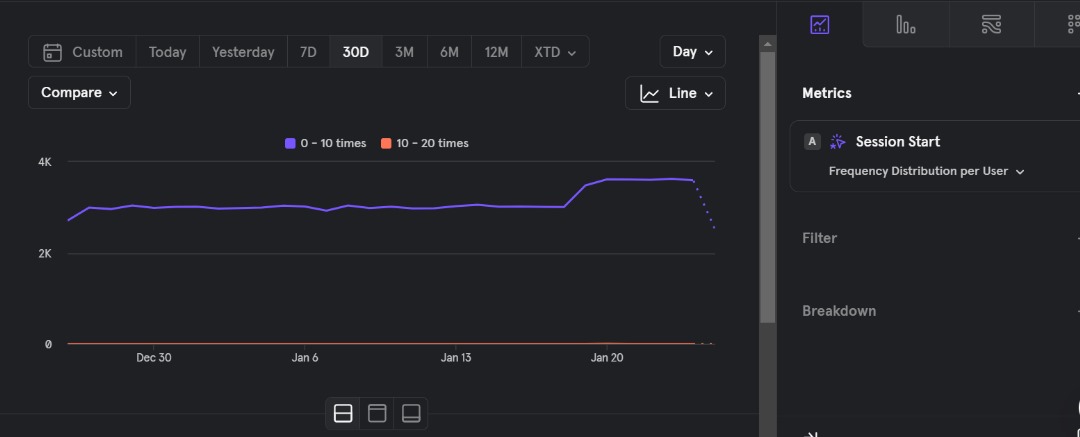 Custom Today Yesterday 7D 30D 3M 6M 12M XTD Day
Compare Line
0 - 10 times 10 - 20 times
4K
2K
0
Dec 30 Jan 6 Jan 13 Jan 20
Metrics
A Session Start
Frequency Distribution per User
Filter
Breakdown